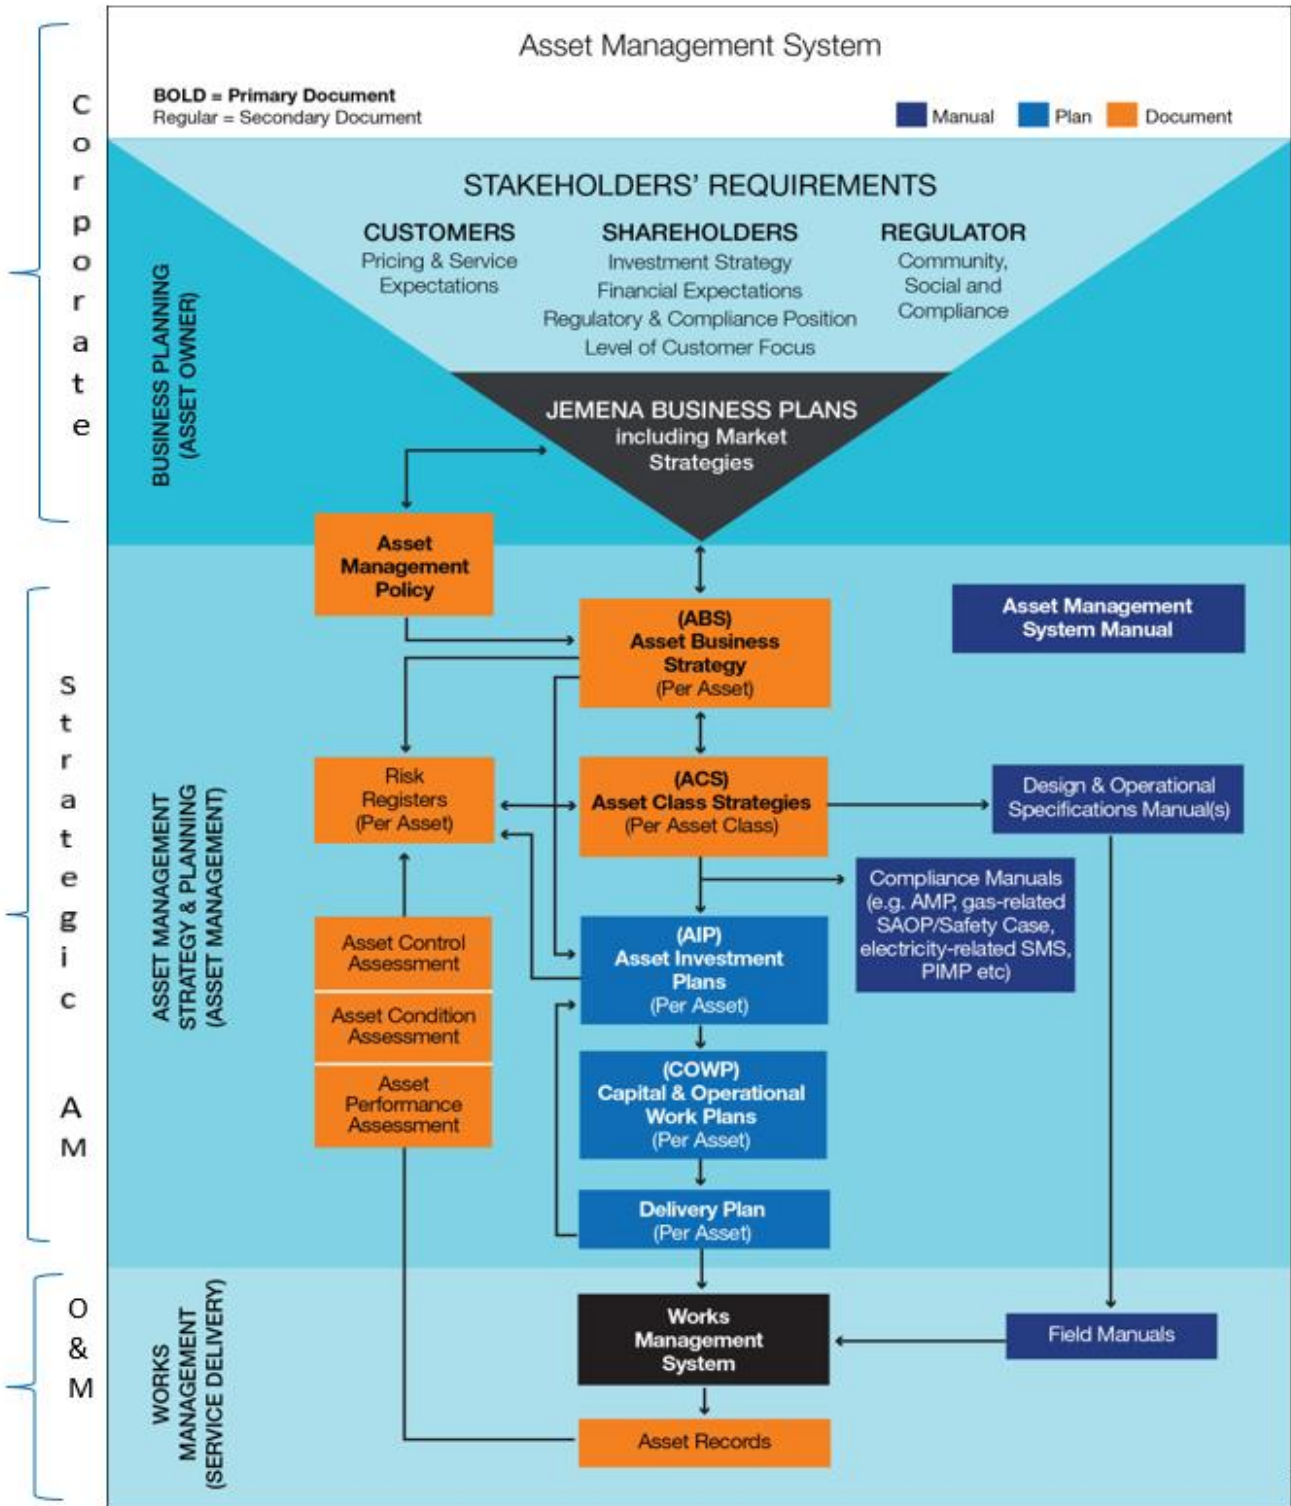 Asset Management System
BOLD = Primary Document
Regular = Secondary Document
Manual
Plan
Document
Corporate
BUSINESS PLANNING
(ASSET OWNER)
STAKEHOLDERS' REQUIREMENTS
CUSTOMERS
Pricing & Service
Expectations
SHAREHOLDERS
Investment Strategy
Financial Expectations
Regulatory & Compliance Position
Level of Customer Focus
REGULATOR
Community,
Social and
Compliance
JEMENA BUSINESS PLANS
including Market
Strategies
Asset
Management
Policy
Strategic AM
ASSET MANAGEMENT
STRATEGY & PLANNING
(ASSET MANAGEMENT)
(ABS)
Asset Business
Strategy
(Per Asset)
Asset Management
System Manual
Risk
Registers
(Per Asset)
(ACS)
Asset Class Strategies
(Per Asset Class)
Design & Operational
Specifications Manual(s)
Compliance Manuals
(e.g. AMP, gas-related
SAOP/Safety Case,
electricity-related SMS,
PIMP etc)
Asset Control
Assessment
Asset Condition
Assessment
Asset
Performance
Assessment
(AIP)
Asset Investment
Plans
(Per Asset)
(COWP)
Capital & Operational
Work Plans
(Per Asset)
Delivery Plan
(Per Asset)
O&M
WORKS
MANAGEMENT
(SERVICE DELIVERY)
Works
Management
System
Field Manuals
Asset Records